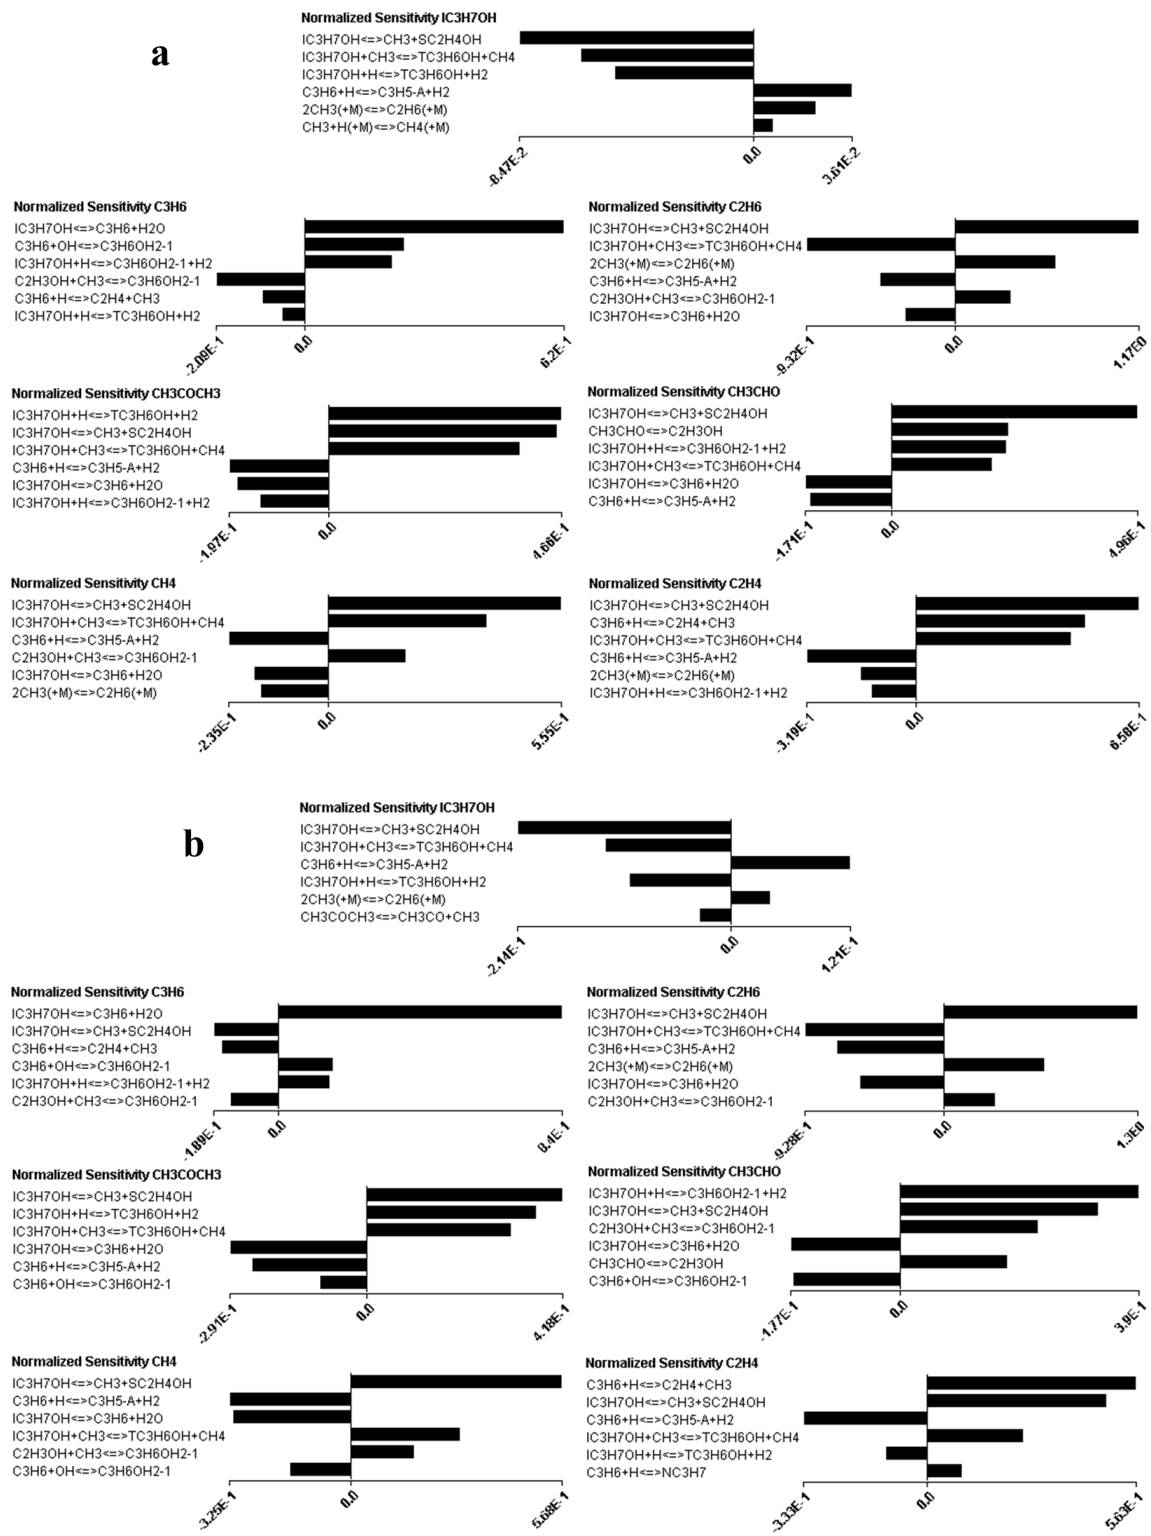 a
Normalized Sensitivity IC3H7OH
IC3H7OH<=>CH3+SC2H4OH
IC3H7OH+CH3<=>TC3H6OH+CH4
IC3H7OH+H<=>TC3H6OH+H2
C3H6+H<=>C3H5-A+H2
2CH3(+M)<=>C2H6(+M)
CH3+H(+M)<=>CH4(+M)
-8.47E-2 0.0 3.61E-2
Normalized Sensitivity C3H6
IC3H7OH<=>C3H6+H2O
C3H6+OH<=>C3H6OH2-1
IC3H7OH+H<=>C3H6OH2-1+H2
C2H3OH+CH3<=>C3H6OH2-1
C3H6+H<=>C2H4+CH3
IC3H7OH+H<=>TC3H6OH+H2
-2.09E-1 0.0 6.2E-1
Normalized Sensitivity C2H6
IC3H7OH<=>CH3+SC2H4OH
IC3H7OH+CH3<=>TC3H6OH+CH4
2CH3(+M)<=>C2H6(+M)
C3H6+H<=>C3H5-A+H2
C2H3OH+CH3<=>C3H6OH2-1
IC3H7OH<=>C3H6+H2O
-9.32E-1 0.0 1.17E0
Normalized Sensitivity CH3COCH3
IC3H7OH+H<=>TC3H6OH+H2
IC3H7OH<=>CH3+SC2H4OH
IC3H7OH+CH3<=>TC3H6OH+CH4
C3H6+H<=>C3H5-A+H2
IC3H7OH<=>C3H6+H2O
IC3H7OH+H<=>C3H6OH2-1+H2
-1.97E-1 0.0 4.66E-1
Normalized Sensitivity CH3CHO
IC3H7OH<=>CH3+SC2H4OH
CH3CHO<=>C2H3OH
IC3H7OH+H<=>C3H6OH2-1+H2
IC3H7OH+CH3<=>TC3H6OH+CH4
IC3H7OH<=>C3H6+H2O
C3H6+H<=>C3H5-A+H2
-1.71E-1 0.0 4.96E-1
Normalized Sensitivity CH4
IC3H7OH<=>CH3+SC2H4OH
IC3H7OH+CH3<=>TC3H6OH+CH4
C3H6+H<=>C3H5-A+H2
C2H3OH+CH3<=>C3H6OH2-1
IC3H7OH<=>C3H6+H2O
2CH3(+M)<=>C2H6(+M)
-2.35E-1 0.0 5.55E-1
Normalized Sensitivity C2H4
IC3H7OH<=>CH3+SC2H4OH
C3H6+H<=>C2H4+CH3
IC3H7OH+CH3<=>TC3H6OH+CH4
C3H6+H<=>C3H5-A+H2
2CH3(+M)<=>C2H6(+M)
IC3H7OH+H<=>C3H6OH2-1+H2
-3.19E-1 0.0 6.58E-1
b
Normalized Sensitivity IC3H7OH
IC3H7OH<=>CH3+SC2H4OH
IC3H7OH+CH3<=>TC3H6OH+CH4
C3H6+H<=>C3H5-A+H2
IC3H7OH+H<=>TC3H6OH+H2
2CH3(+M)<=>C2H6(+M)
CH3COCH3<=>CH3CO+CH3
-2.14E-1 0.0 1.21E-1
Normalized Sensitivity C3H6
IC3H7OH<=>C3H6+H2O
IC3H7OH<=>CH3+SC2H4OH
C3H6+H<=>C2H4+CH3
C3H6+OH<=>C3H6OH2-1
IC3H7OH+H<=>C3H6OH2-1+H2
C2H3OH+CH3<=>C3H6OH2-1
-1.89E-1 0.0 8.4E-1
Normalized Sensitivity C2H6
IC3H7OH<=>CH3+SC2H4OH
IC3H7OH+CH3<=>TC3H6OH+CH4
C3H6+H<=>C3H5-A+H2
2CH3(+M)<=>C2H6(+M)
IC3H7OH<=>C3H6+H2O
C2H3OH+CH3<=>C3H6OH2-1
-9.28E-1 0.0 1.3E0
Normalized Sensitivity CH3COCH3
IC3H7OH<=>CH3+SC2H4OH
IC3H7OH+H<=>TC3H6OH+H2
IC3H7OH+CH3<=>TC3H6OH+CH4
IC3H7OH<=>C3H6+H2O
C3H6+H<=>C3H5-A+H2
C3H6+OH<=>C3H6OH2-1
-2.91E-1 0.0 4.18E-1
Normalized Sensitivity CH3CHO
IC3H7OH+H<=>C3H6OH2-1+H2
IC3H7OH<=>CH3+SC2H4OH
C2H3OH+CH3<=>C3H6OH2-1
IC3H7OH<=>C3H6+H2O
CH3CHO<=>C2H3OH
C3H6+OH<=>C3H6OH2-1
-1.77E-1 0.0 3.9E-1
Normalized Sensitivity CH4
IC3H7OH<=>CH3+SC2H4OH
C3H6+H<=>C3H5-A+H2
IC3H7OH<=>C3H6+H2O
IC3H7OH+CH3<=>TC3H6OH+CH4
C2H3OH+CH3<=>C3H6OH2-1
C3H6+OH<=>C3H6OH2-1
-3.25E-1 0.0 5.68E-1
Normalized Sensitivity C2H4
C3H6+H<=>C2H4+CH3
IC3H7OH<=>CH3+SC2H4OH
C3H6+H<=>C3H5-A+H2
IC3H7OH+CH3<=>TC3H6OH+CH4
IC3H7OH+H<=>TC3H6OH+H2
C3H6+H<=>NC3H7
-3.33E-1 0.0 5.63E-1